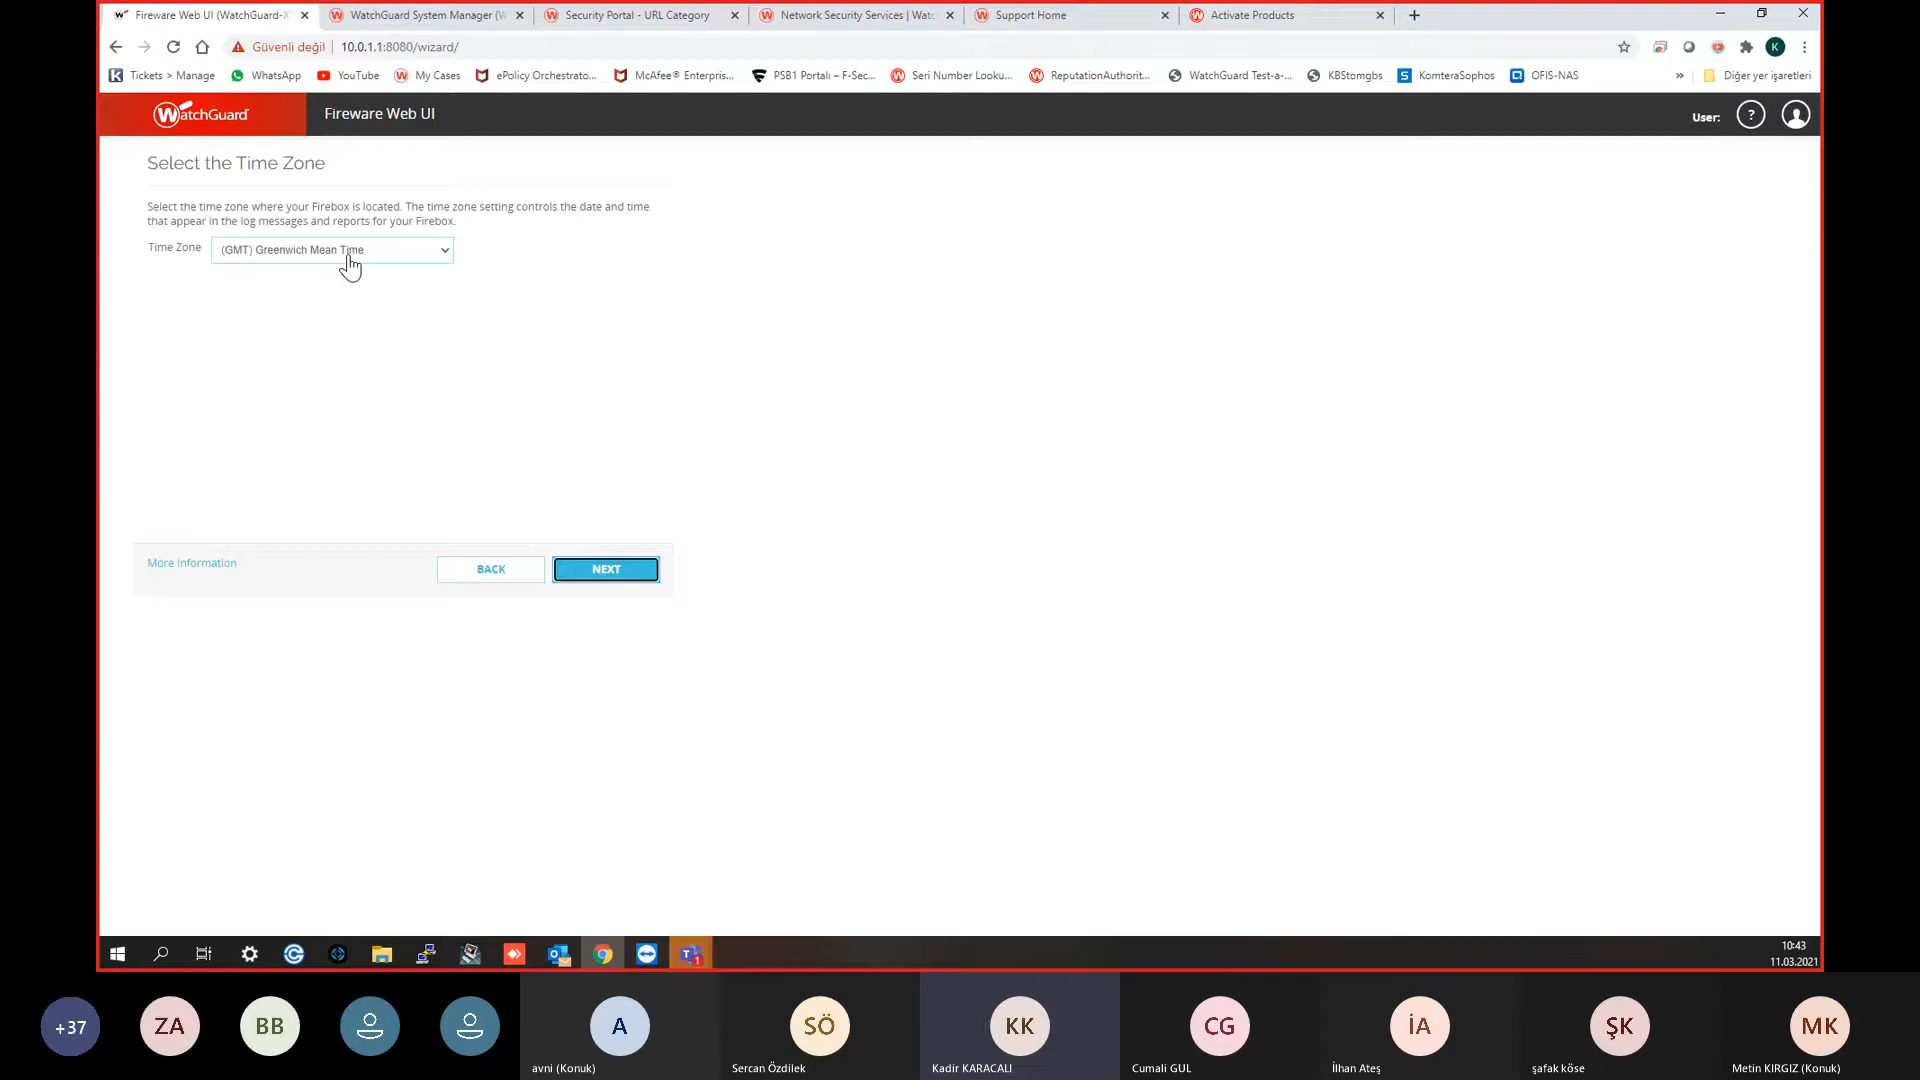 Fireware Web UI (WatchGuard-X
WatchGuard System Manager (W
Security Portal - URL Category
Network Security Services | Watc
Support Home
Activate Products
Güvenli değil
10.0.1.1:8080/wizard/
K
Tickets > Manage
WhatsApp
YouTube
My Cases
ePolicy Orchestrato...
McAfee® Enterpris...
PSB1 Portalı – F-Sec...
Seri Number Looku...
ReputationAuthorit...
WatchGuard Test-a-...
KBStomgbs
KomteraSophos
OFIS-NAS
»
Diğer yer işaretleri
WatchGuard
Fireware Web UI
User:
?
Select the Time Zone
Select the time zone where your Firebox is located. The time zone setting controls the date and time
that appear in the log messages and reports for your Firebox.
Time Zone
(GMT) Greenwich Mean Time
More Information
BACK
NEXT
10:43
11.03.2021
+37
ZA
BB
A
SÖ
KK
CG
İA
ŞK
MK
avni (Konuk)
Sercan Özdilek
Kadir KARACALI
Cumali GUL
İlhan Ateş
şafak köse
Metin KIRGIZ (Konuk)